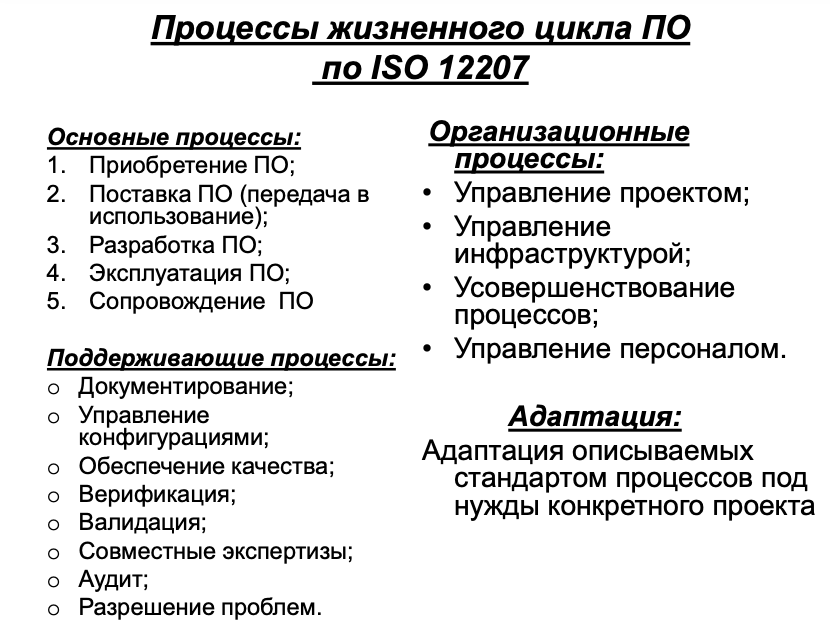 Процессы жизненного цикла ПО
по ISO 12207
Основные процессы:
1. Приобретение ПО;
2. Поставка ПО (передача в
использование);
3. Разработка ПО;
4. Эксплуатация ПО;
5. Сопровождение ПО
Поддерживающие процессы:
o Документирование;
o Управление
конфигурациями;
o Обеспечение качества;
o Верификация;
o Валидация;
o Совместные экспертизы;
o Аудит;
o Разрешение проблем.
Организационные
процессы:
• Управление проектом;
• Управление
инфраструктурой;
• Усовершенствование
процессов;
• Управление персоналом.
Адаптация:
Адаптация описываемых
стандартом процессов под
нужды конкретного проекта